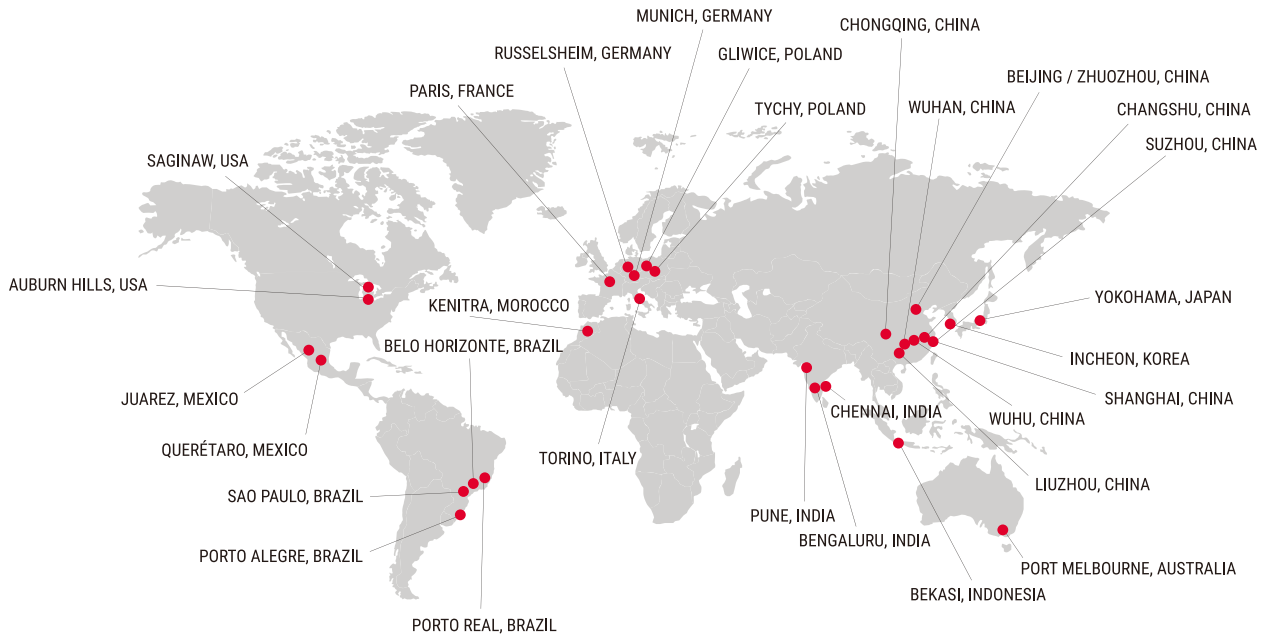 MUNICH, GERMANY
CHONGQING, CHINA
RUSSELSHEIM, GERMANY
GLIWICE, POLAND
BEIJING / ZHUOZHOU, CHINA
PARIS, FRANCE
TYCHY, POLAND
WUHAN, CHINA
CHANGSHU, CHINA
SUZHOU, CHINA
SAGINAW, USA
AUBURN HILLS, USA
KENITRA, MOROCCO
YOKOHAMA, JAPAN
BELO HORIZONTE, BRAZIL
INCHEON, KOREA
JUAREZ, MEXICO
SHANGHAI, CHINA
CHENNAI, INDIA
WUHU, CHINA
QUERÉTARO, MEXICO
TORINO, ITALY
LIUZHOU, CHINA
SAO PAULO, BRAZIL
PUNE, INDIA
BENGALURU, INDIA
PORTO ALEGRE, BRAZIL
PORT MELBOURNE, AUSTRALIA
BEKASI, INDONESIA
PORTO REAL, BRAZIL